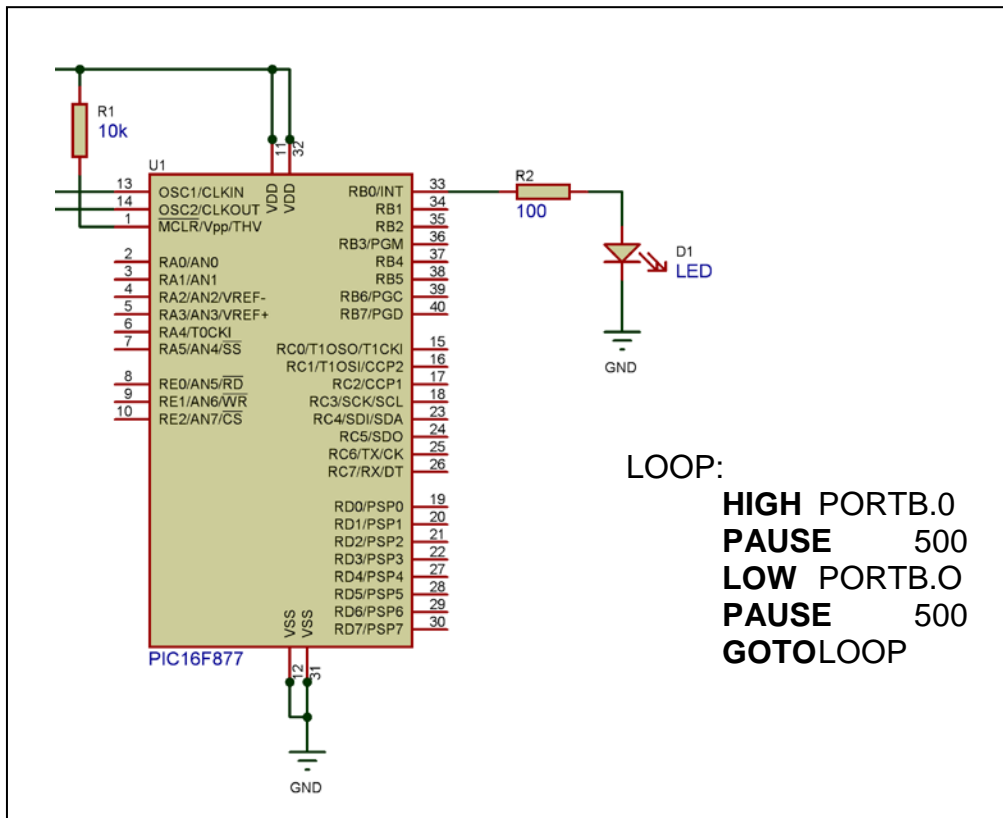 R1
10k
U1
11
32
VDD
VDD
13 OSC1/CLKIN
14 OSC2/CLKOUT
1 MCLR/Vpp/THV
2 RA0/AN0
3 RA1/AN1
4 RA2/AN2/VREF-
5 RA3/AN3/VREF+
6 RA4/T0CKI
7 RA5/AN4/SS
8 RE0/AN5/RD
9 RE1/AN6/WR
10 RE2/AN7/CS
RB0/INT 33
RB1 34
RB2 35
RB3/PGM 36
RB4 37
RB5 38
RB6/PGC 39
RB7/PGD 40
RC0/T1OSO/T1CKI 15
RC1/T1OSI/CCP2 16
RC2/CCP1 17
RC3/SCK/SCL 18
RC4/SDI/SDA 23
RC5/SDO 24
RC6/TX/CK 25
RC7/RX/DT 26
RD0/PSP0 19
RD1/PSP1 20
RD2/PSP2 21
RD3/PSP3 22
RD4/PSP4 27
RD5/PSP5 28
RD6/PSP6 29
RD7/PSP7 30
VSS
VSS
12
31
PIC16F877
GND
R2
100
D1
LED
GND
LOOP:
HIGH PORTB.0
PAUSE 500
LOW PORTB.O
PAUSE 500
GOTOLOOP